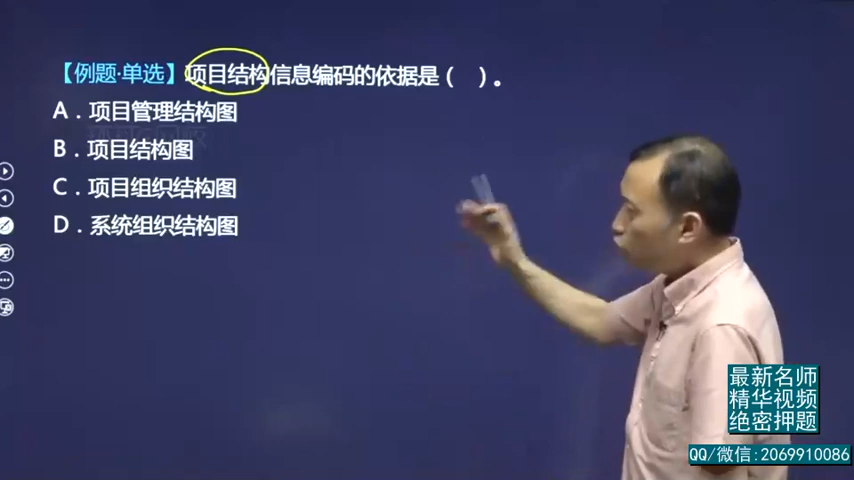 【例题·单选】项目结构信息编码的依据是（ ）。
A．项目管理结构图
B．项目结构图
C．项目组织结构图
D．系统组织结构图
最新名师
精华视频
绝密押题
QQ/微信:2069910086